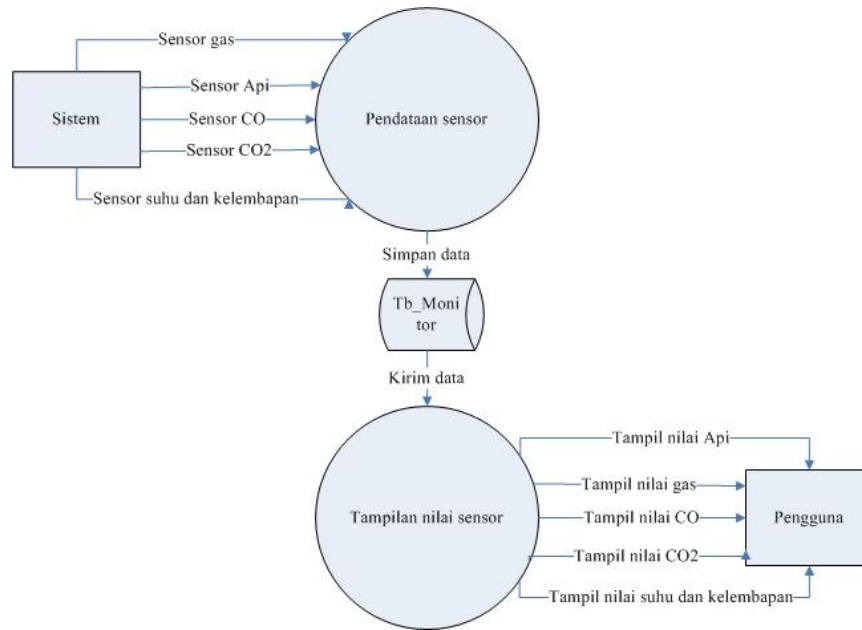 Sensor gas
Sensor Api
Sistem
Sensor CO
Pendataan sensor
Sensor CO2
Sensor suhu dan kelembapan
Simpan data
Tb_Moni
tor
Kirim data
Tampil nilai Api
Tampil nilai gas
Tampilan nilai sensor
Tampil nilai CO
Pengguna
Tampil nilai CO2
Tampil nilai suhu dan kelembapan